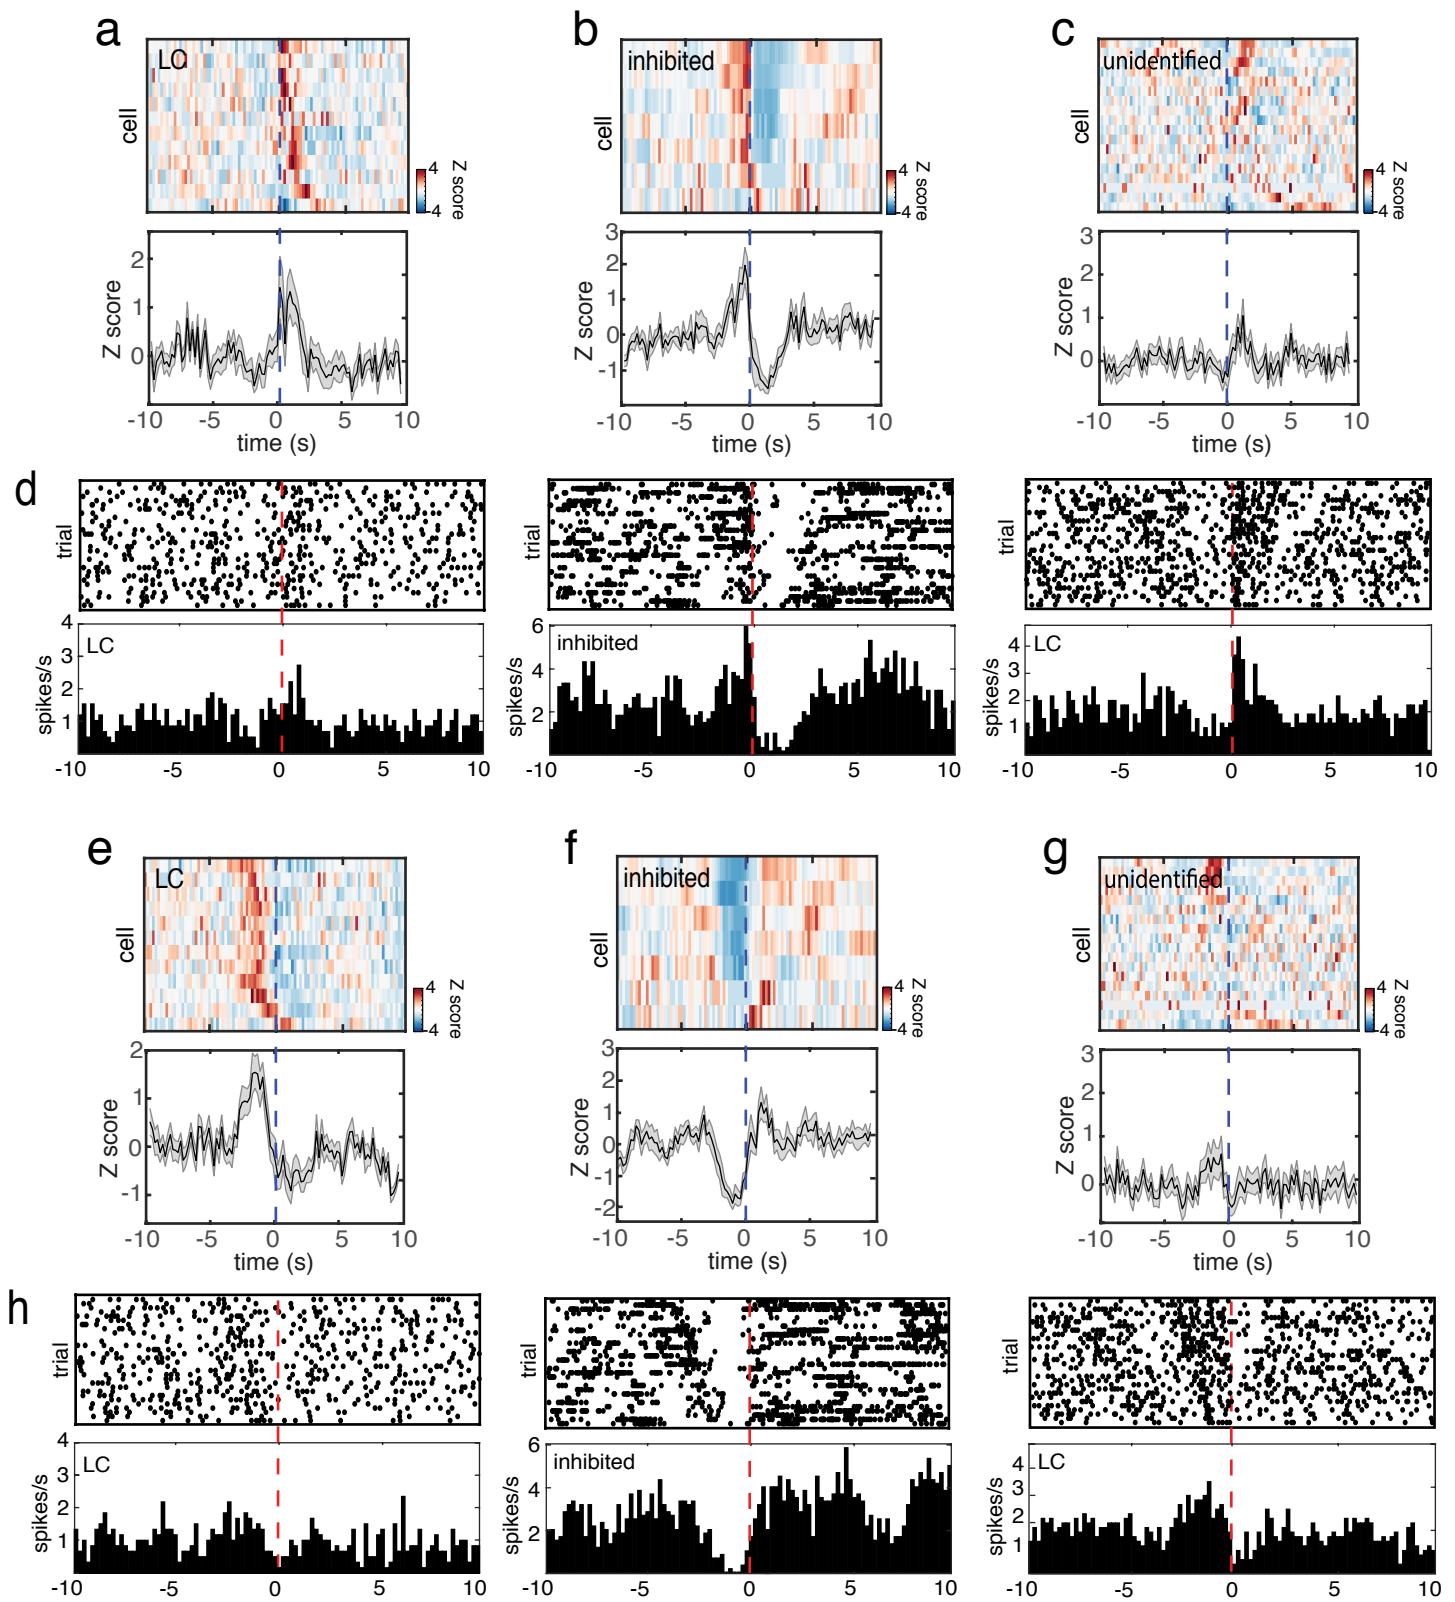 a
LC
cell
4
-4
Z score
2
1
0
Z score
-10 -5 0 5 10
time (s)
b
inhibited
cell
4
-4
Z score
3
2
1
0
-1
Z score
-10 -5 0 5 10
time (s)
c
unidentified
cell
4
-4
Z score
3
2
1
0
Z score
-10 -5 0 5 10
time (s)
d
trial
4
3
2
1
spikes/s
LC
-10 -5 0 5 10
trial
6
4
2
spikes/s
inhibited
-10 -5 0 5 10
trial
4
3
2
1
spikes/s
LC
-10 -5 0 5 10
e
LC
cell
4
-4
Z score
2
1
0
-1
Z score
-10 -5 0 5 10
time (s)
f
inhibited
cell
4
-4
Z score
3
2
1
0
-1
-2
Z score
-10 -5 0 5 10
time (s)
g
unidentified
cell
4
-4
Z score
3
2
1
0
Z score
-10 -5 0 5 10
time (s)
h
trial
4
3
2
1
spikes/s
LC
-10 -5 0 5 10
trial
6
4
2
spikes/s
inhibited
-10 -5 0 5 10
trial
4
3
2
1
spikes/s
LC
-10 -5 0 5 10